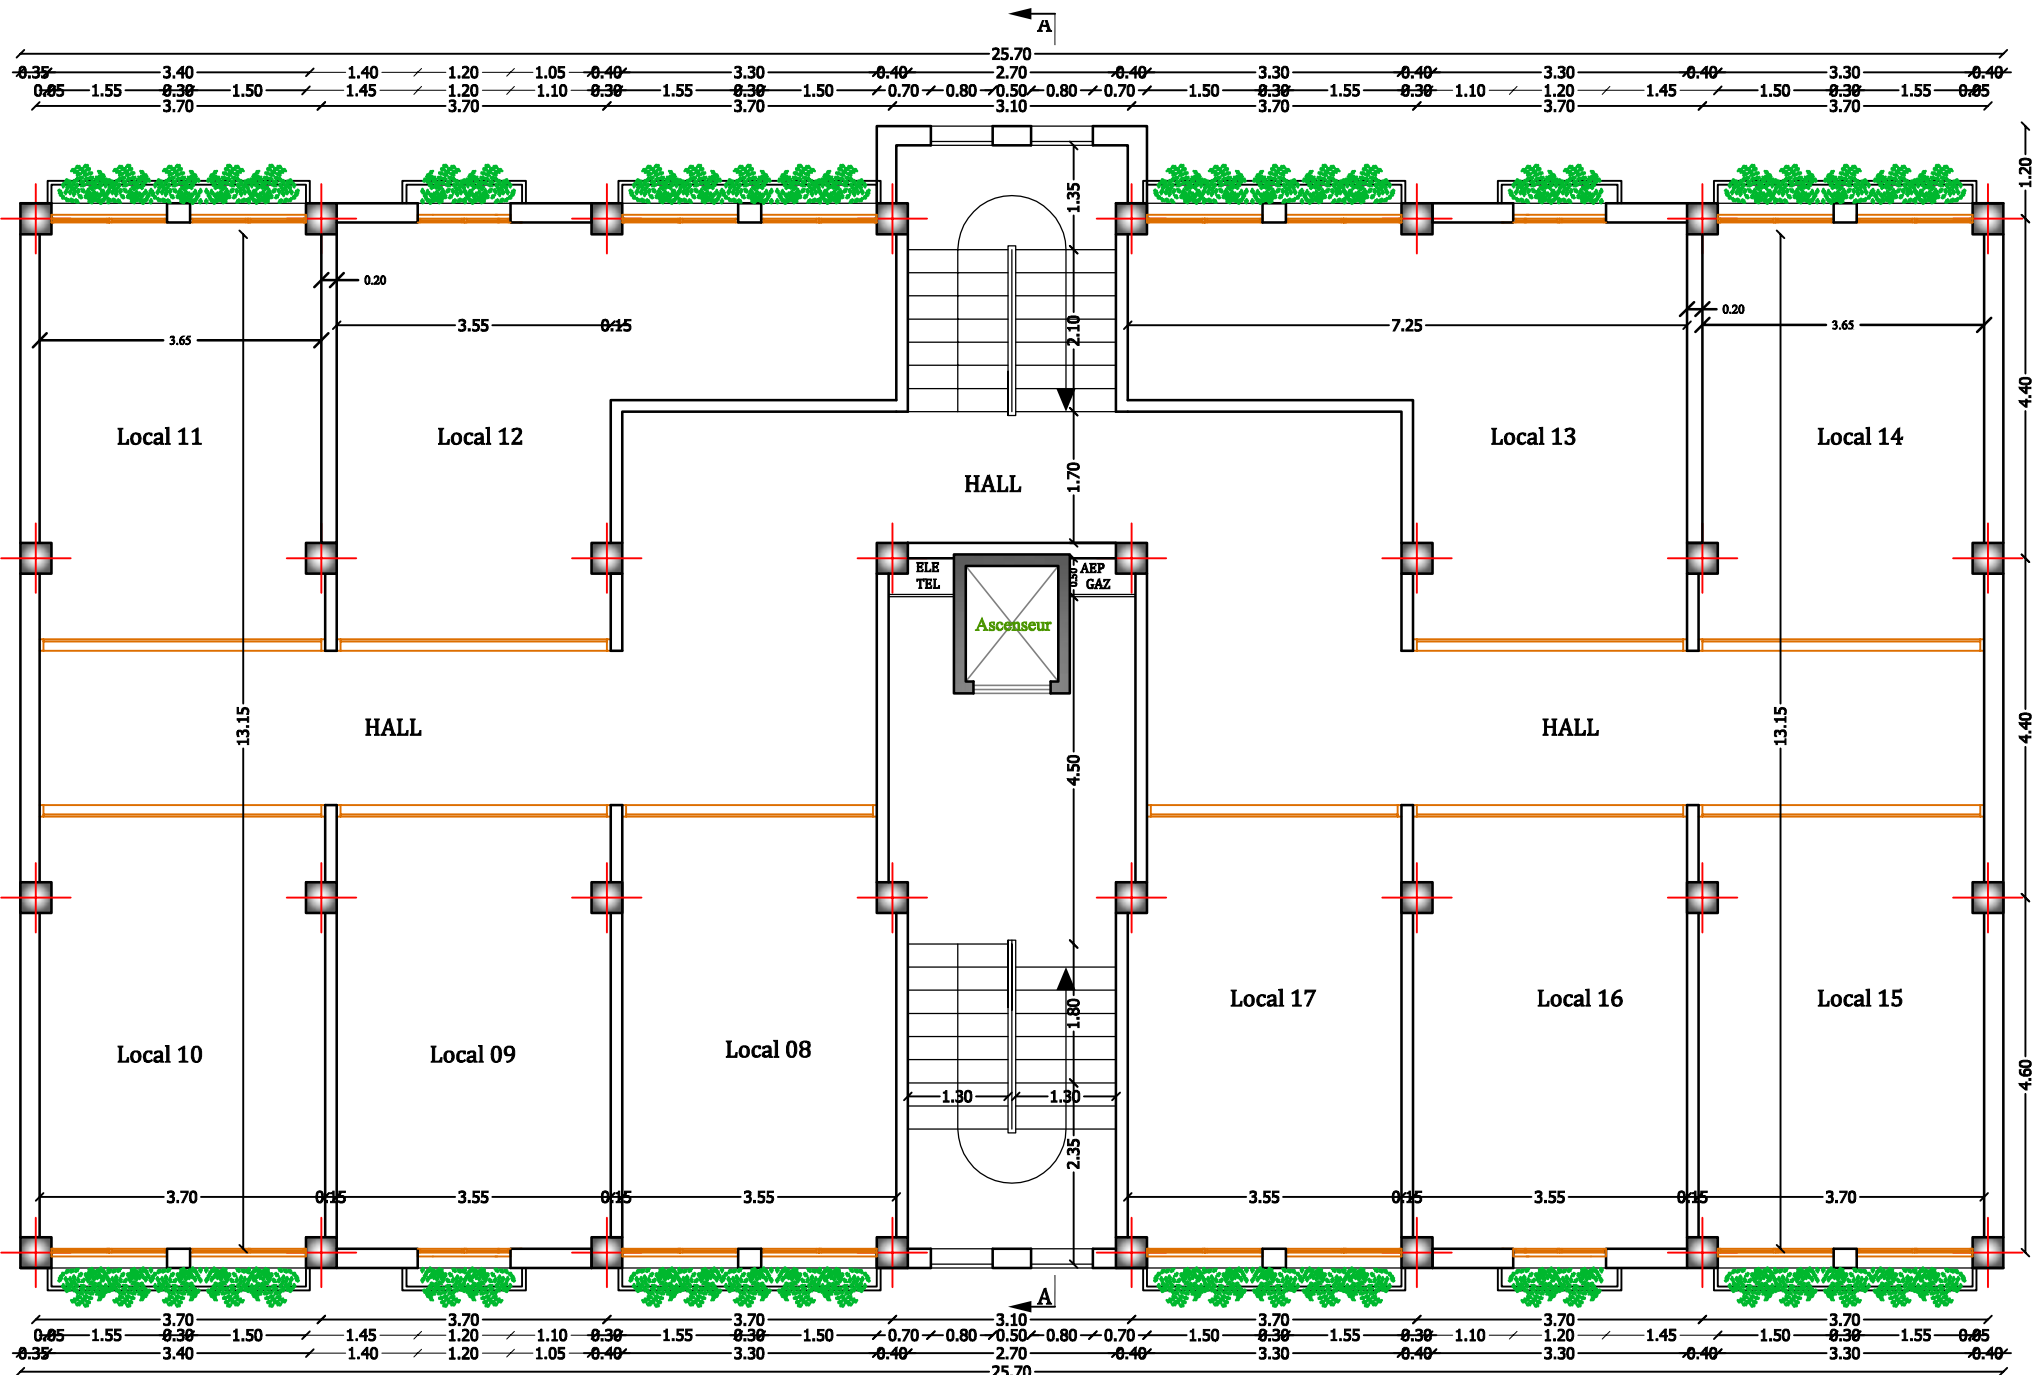 A
25.70
0.35 3.40 1.40 1.20 1.05 0.40 3.30 0.40 2.70 0.40 3.30 0.40 3.30 0.40 3.30 0.40
0.05 1.55 0.30 1.50 1.45 1.20 1.10 0.30 1.55 0.30 1.50 0.70 0.80 0.50 0.80 0.70 1.50 0.30 1.55 0.30 1.10 1.20 1.45 1.50 0.30 1.55 0.05
3.70 3.70 3.70 3.10 3.70 3.70 3.70
1.20
1.35
0.20
0.20
3.55 0.15 2.10 7.25 3.65
3.65
4.40
Local 11 Local 12 Local 13 Local 14
HALL 1.70
ELE AEP
TEL 0.50 GAZ
Ascenseur
HALL 13.15 HALL 13.15 4.40
4.50
Local 17 Local 16 Local 15
1.80
Local 10 Local 09 Local 08
4.60
1.30 1.30
2.35
3.70 0.15 3.55 0.15 3.55 3.55 0.15 3.55 0.15 3.70
A
3.70 3.70 3.70 3.10 3.70 3.70 3.70
0.05 1.55 0.30 1.50 1.45 1.20 1.10 0.30 1.55 0.30 1.50 0.70 0.80 0.50 0.80 0.70 1.50 0.30 1.55 0.30 1.10 1.20 1.45 1.50 0.30 1.55 0.05
0.35 3.40 1.40 1.20 1.05 0.40 3.30 0.40 2.70 0.40 3.30 0.40 3.30 0.40 3.30 0.40
25.70